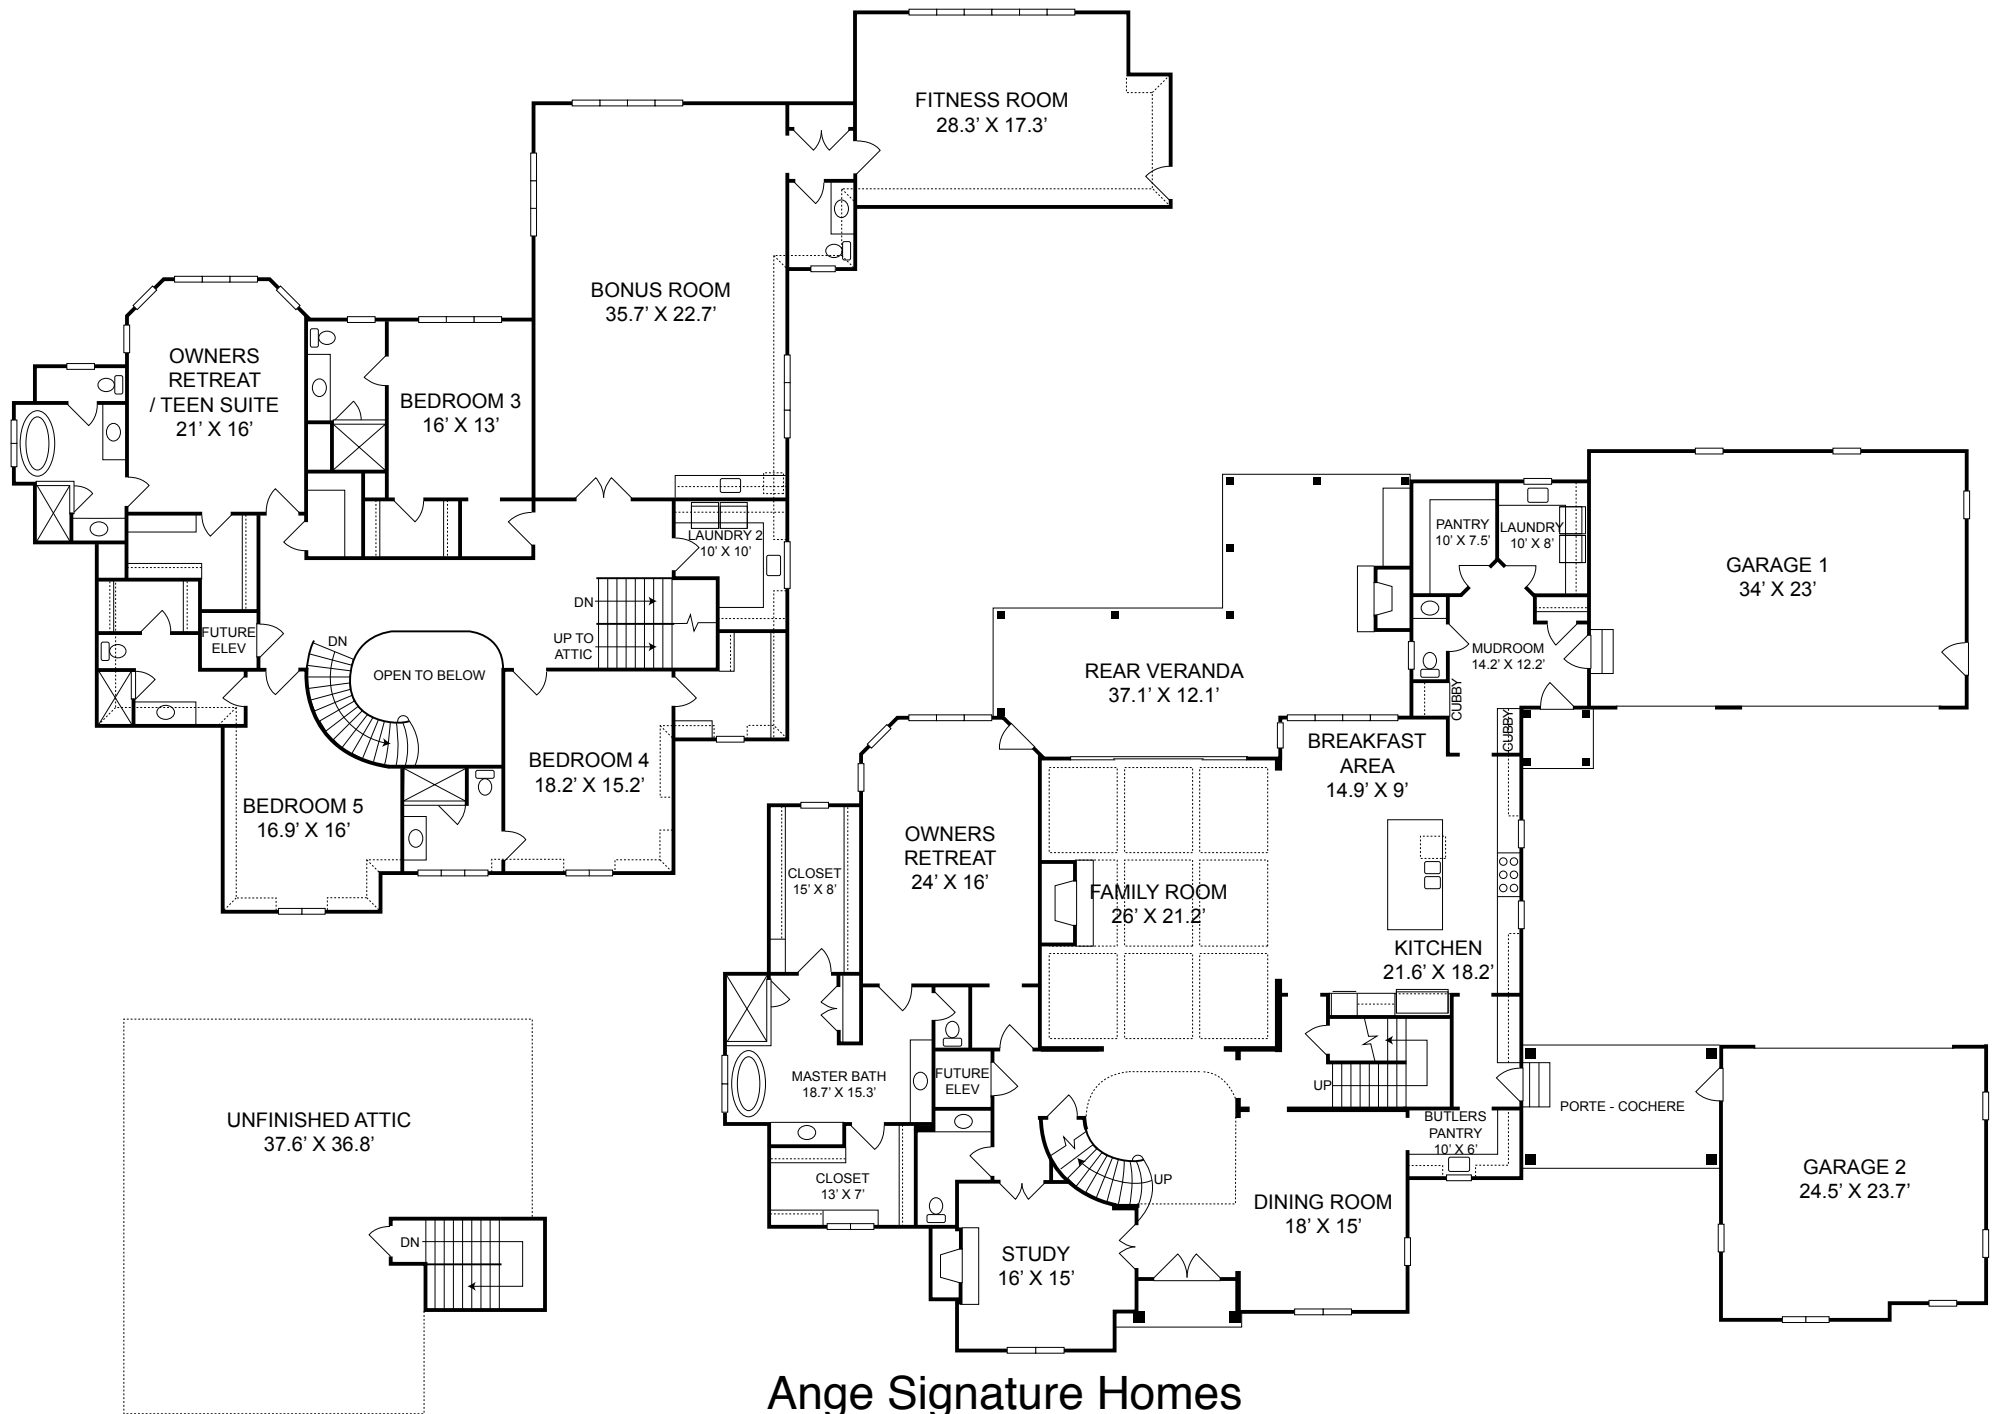 FITNESS ROOM
28.3’ X 17.3’
BONUS ROOM
35.7’ X 22.7’
OWNERS
RETREAT
/ TEEN SUITE
21’ X 16’
BEDROOM 3
16’ X 13’
LAUNDRY 2
10’ X 10’
DN
UP TO
ATTIC
FUTURE
ELEV
DN
OPEN TO BELOW
BEDROOM 4
18.2’ X 15.2’
BEDROOM 5
16.9’ X 16’
UNFINISHED ATTIC
37.6’ X 36.8’
DN
PANTRY
10’ X 7.5’
LAUNDRY
10’ X 8’
GARAGE 1
34’ X 23’
MUDROOM
14.2’ X 12.2’
CUBBY
CUBBY
REAR VERANDA
37.1’ X 12.1’
BREAKFAST
AREA
14.9’ X 9’
OWNERS
RETREAT
24’ X 16’
CLOSET
15’ X 8’
FAMILY ROOM
26’ X 21.2’
KITCHEN
21.6’ X 18.2’
MASTER BATH
18.7’ X 15.3’
FUTURE
ELEV
UP
BUTLERS
PANTRY
10’ X 6’
PORTE - COCHERE
CLOSET
13’ X 7’
UP
DINING ROOM
18’ X 15’
STUDY
16’ X 15’
GARAGE 2
24.5’ X 23.7’
Ange Signature Homes